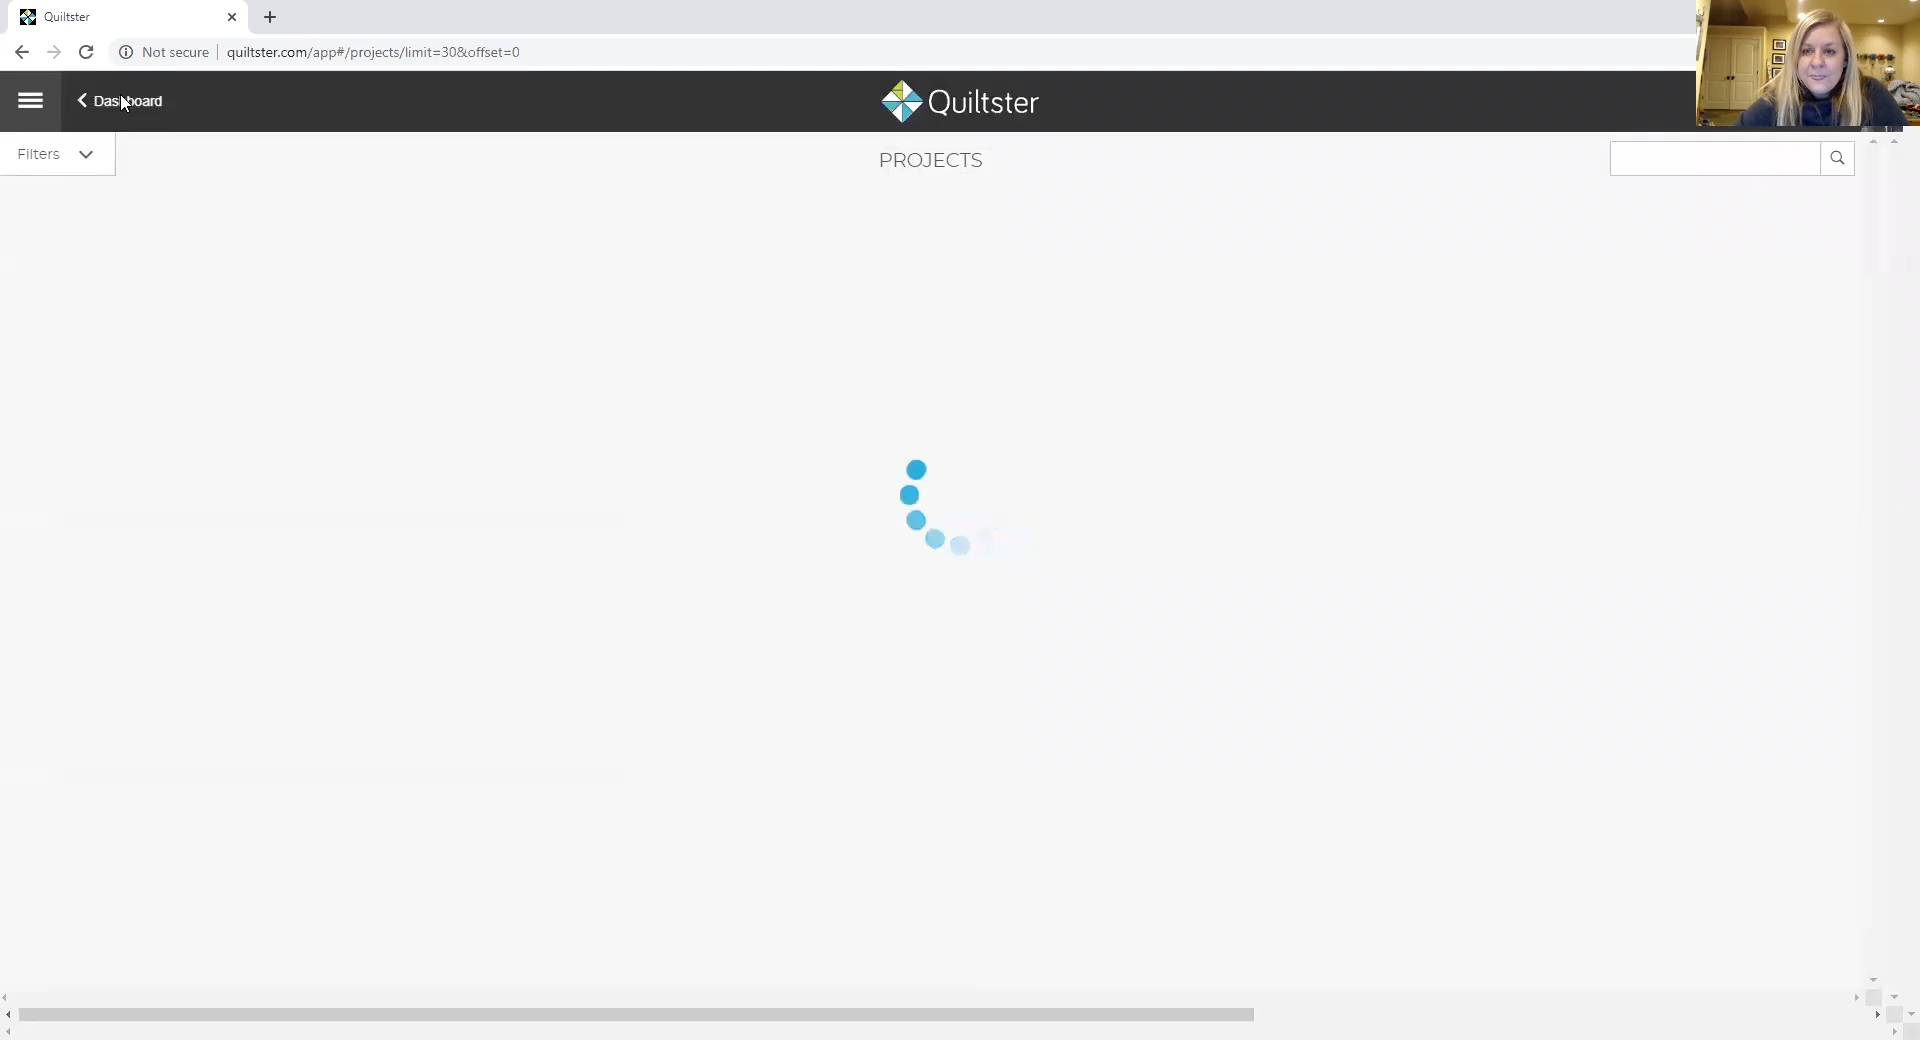 Quiltster
Not secure
quiltster.com/app#/projects/limit=30&offset=0
Dashboard
Quiltster
Filters
PROJECTS